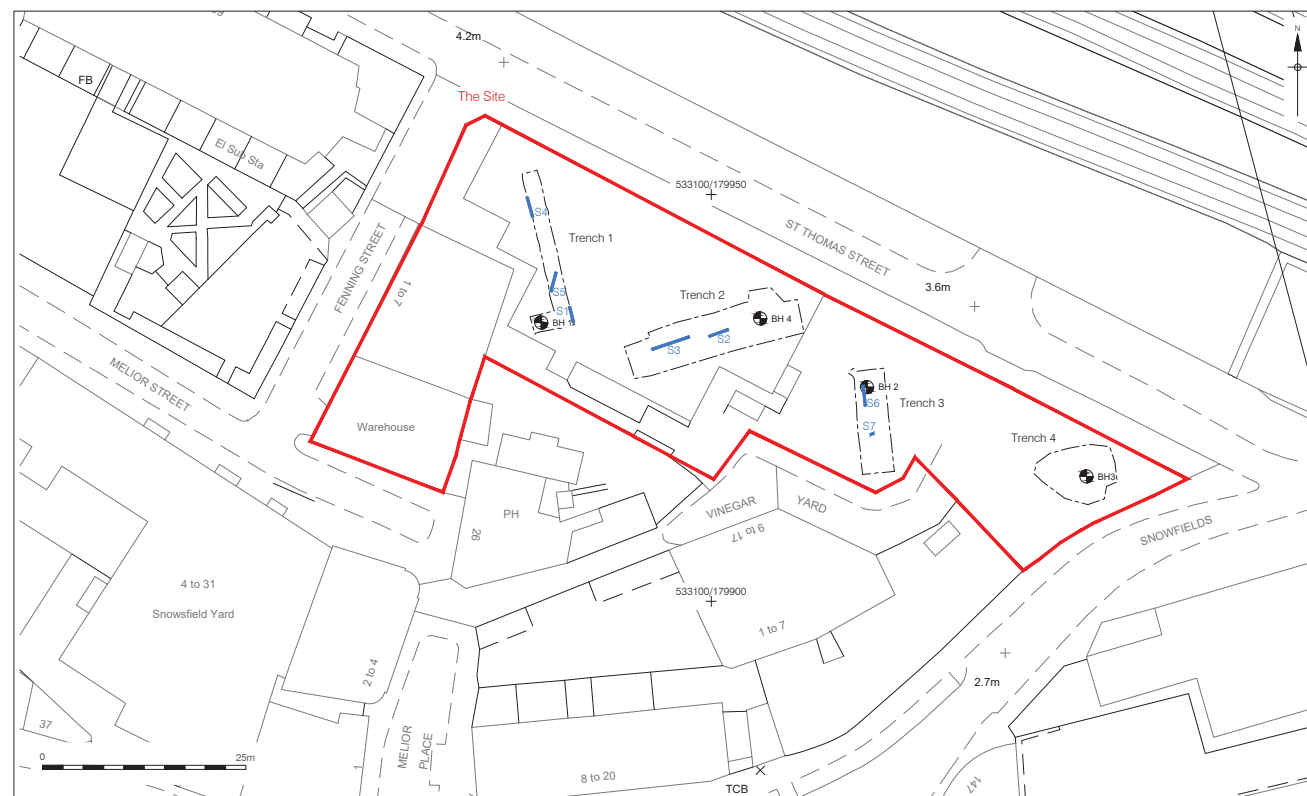 4.2m
N
FB
The Site
El Sub Sta
533100/179950
S4
Trench 1
ST THOMAS STREET
FENNING STREET
1 to 7
S5
S1
BH 1
Trench 2
BH 4
3.6m
S3
S2
MELIOR STREET
BH 2
S6
Trench 3
S7
Warehouse
Trench 4
BH3
PH
26
VINEGAR
YARD
9 to 17
SNOWFIELDS
4 to 31
Snowsfield Yard
533100/179900
1 to 7
2 to 4
2.7m
37
MELIOR
PLACE
0
25m
1
8 to 20
TCB
147